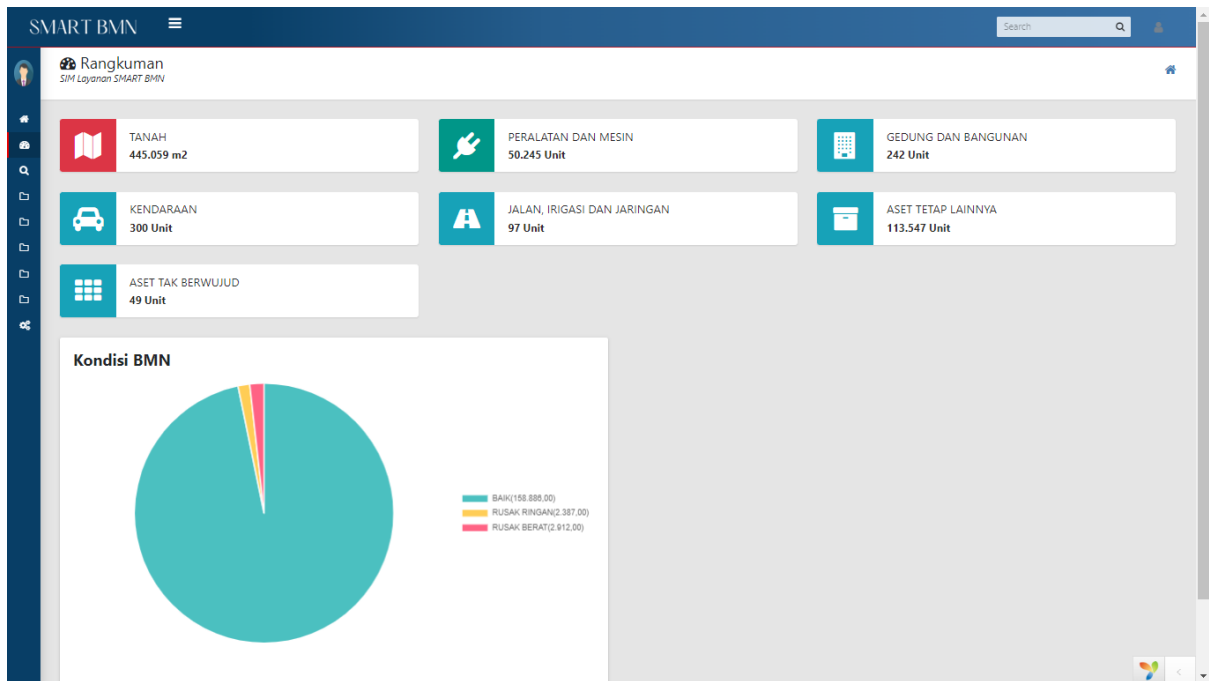 SMART BMN
Search
Rangkuman
SIM Layanan SMART BMN
TANAH
445.059 m2
PERALATAN DAN MESIN
50.245 Unit
GEDUNG DAN BANGUNAN
242 Unit
KENDARAAN
300 Unit
JALAN, IRIGASI DAN JARINGAN
97 Unit
ASET TETAP LAINNYA
113.547 Unit
ASET TAK BERWUJUD
49 Unit
Kondisi BMN
BAIK(158.886,00)
RUSAK RINGAN(2.387,00)
RUSAK BERAT(2.912,00)